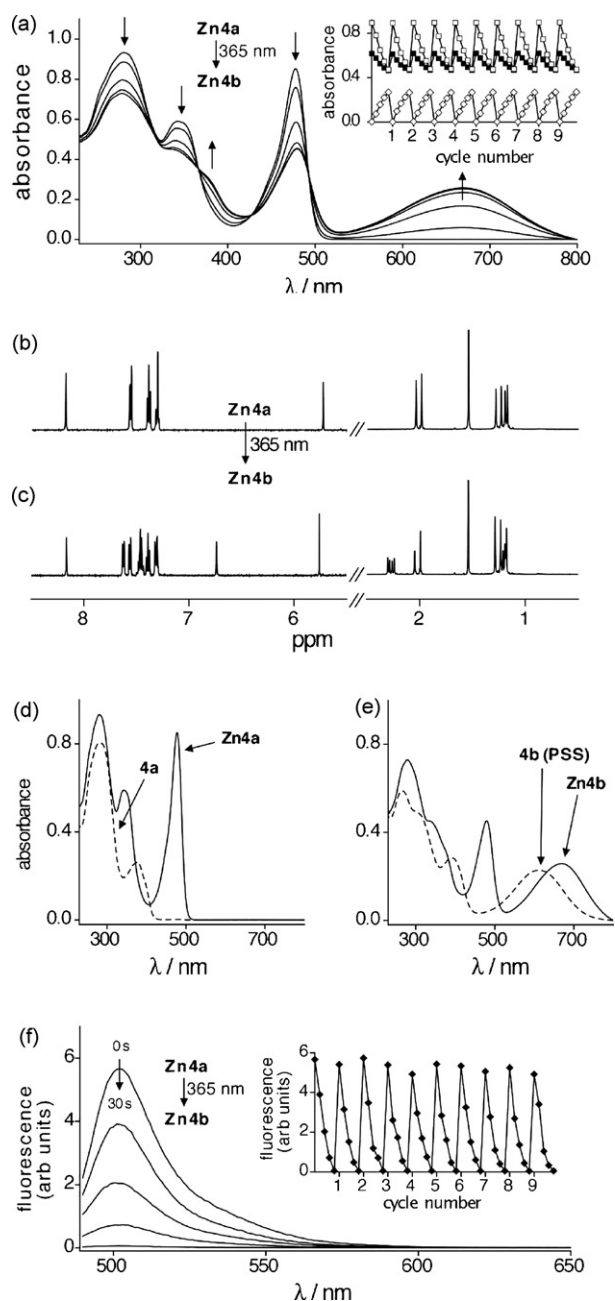 (a)
absorbance
1.0
0.8
0.6
0.4
0.2
0.0
300
400
500
600
700
800
λ / nm
Zn4a
365 nm
Zn4b
absorbance
0.8
0.4
0.0
1 2 3 4 5 6 7 8 9
cycle number
(b)
Zn4a
365 nm
Zn4b
(c)
8
7
6
2
1
ppm
(d)
absorbance
0.8
0.4
0.0
4a
Zn4a
300 500 700
λ / nm
(e)
0.8
0.4
0.0
4b (PSS)
Zn4b
300 500 700
λ / nm
(f)
fluorescence
(arb units)
6
4
2
0
0s
30s
Zn4a
365 nm
Zn4b
500 550 600 650
λ / nm
fluorescence
(arb units)
6
4
2
0
1 2 3 4 5 6 7 8 9
cycle number